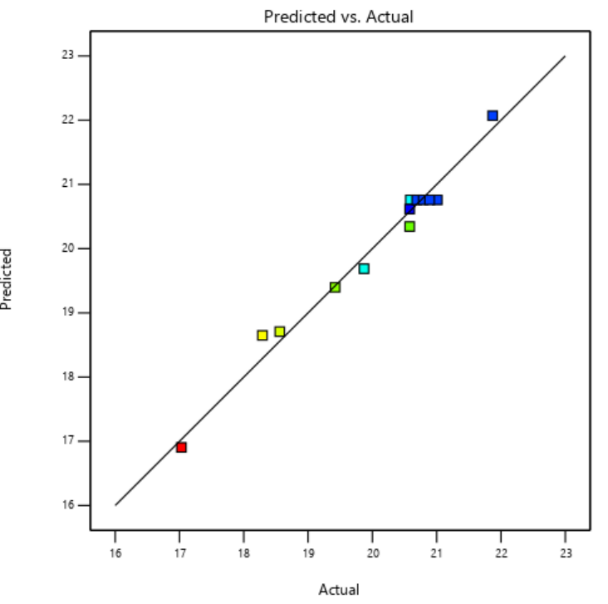 Predicted vs. Actual
23
22
21
20
19
18
17
16
Predicted
16 17 18 19 20 21 22 23
Actual